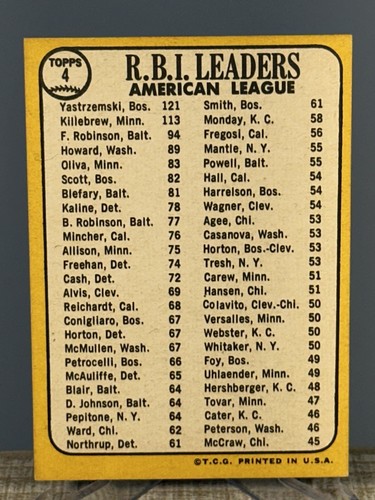 TOPPS
4
R.B.I. LEADERS
AMERICAN LEAGUE
Yastrzemski, Bos. 121
Killebrew, Minn. 113
F. Robinson, Balt. 94
Howard, Wash. 89
Oliva, Minn. 83
Scott, Bos. 82
Blefary, Balt. 81
Kaline, Det. 78
B. Robinson, Balt. 77
Mincher, Cal. 76
Allison, Minn. 75
Freehan, Det. 74
Cash, Det. 72
Alvis, Clev. 69
Reichardt, Cal. 68
Conigliaro, Bos. 67
Horton, Det. 67
McMullen, Wash. 67
Petrocelli, Bos. 66
McAuliffe, Det. 65
Blair, Balt. 64
D. Johnson, Balt. 64
Pepitone, N. Y. 64
Ward, Chi. 62
Northrup, Det. 61
Smith, Bos. 61
Monday, K. C. 58
Fregosi, Cal. 56
Mantle, N. Y. 55
Powell, Balt. 55
Hall, Cal. 54
Harrelson, Bos. 54
Wagner, Clev. 54
Agee, Chi. 53
Casanova, Wash. 53
Horton, Bos.-Clev. 53
Tresh, N. Y. 53
Carew, Minn. 51
Hansen, Chi. 51
Colavito, Clev.-Chi. 50
Versalles, Minn. 50
Webster, K. C. 50
Whitaker, N. Y. 50
Foy, Bos. 49
Uhlaender, Minn. 49
Hershberger, K. C. 48
Tovar, Minn. 47
Cater, K. C. 46
Peterson, Wash. 46
McCraw, Chi. 45
©T.C.G. PRINTED IN U.S.A.